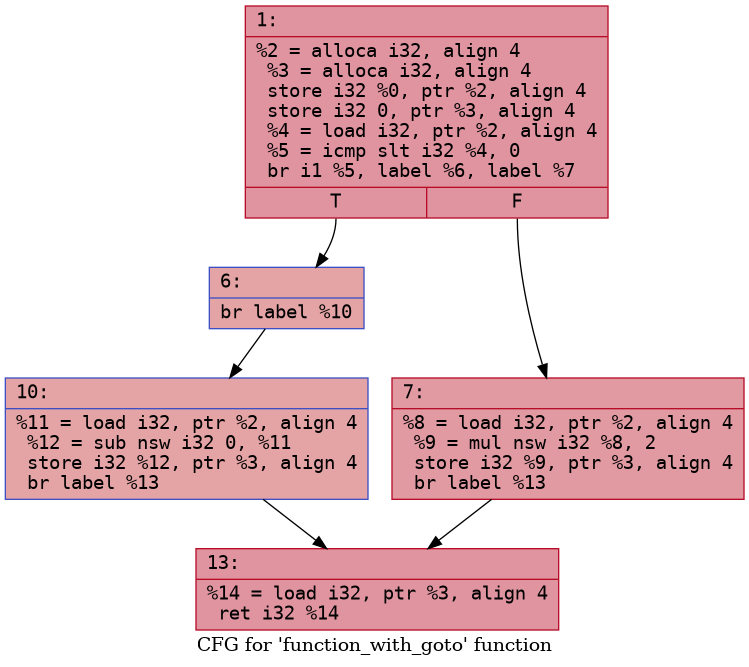 1:
%2 = alloca i32, align 4
%3 = alloca i32, align 4
store i32 %0, ptr %2, align 4
store i32 0, ptr %3, align 4
%4 = load i32, ptr %2, align 4
%5 = icmp slt i32 %4, 0
br i1 %5, label %6, label %7
T F
6:
br label %10
10:
%11 = load i32, ptr %2, align 4
%12 = sub nsw i32 0, %11
store i32 %12, ptr %3, align 4
br label %13
7:
%8 = load i32, ptr %2, align 4
%9 = mul nsw i32 %8, 2
store i32 %9, ptr %3, align 4
br label %13
13:
%14 = load i32, ptr %3, align 4
ret i32 %14
CFG for 'function_with_goto' function